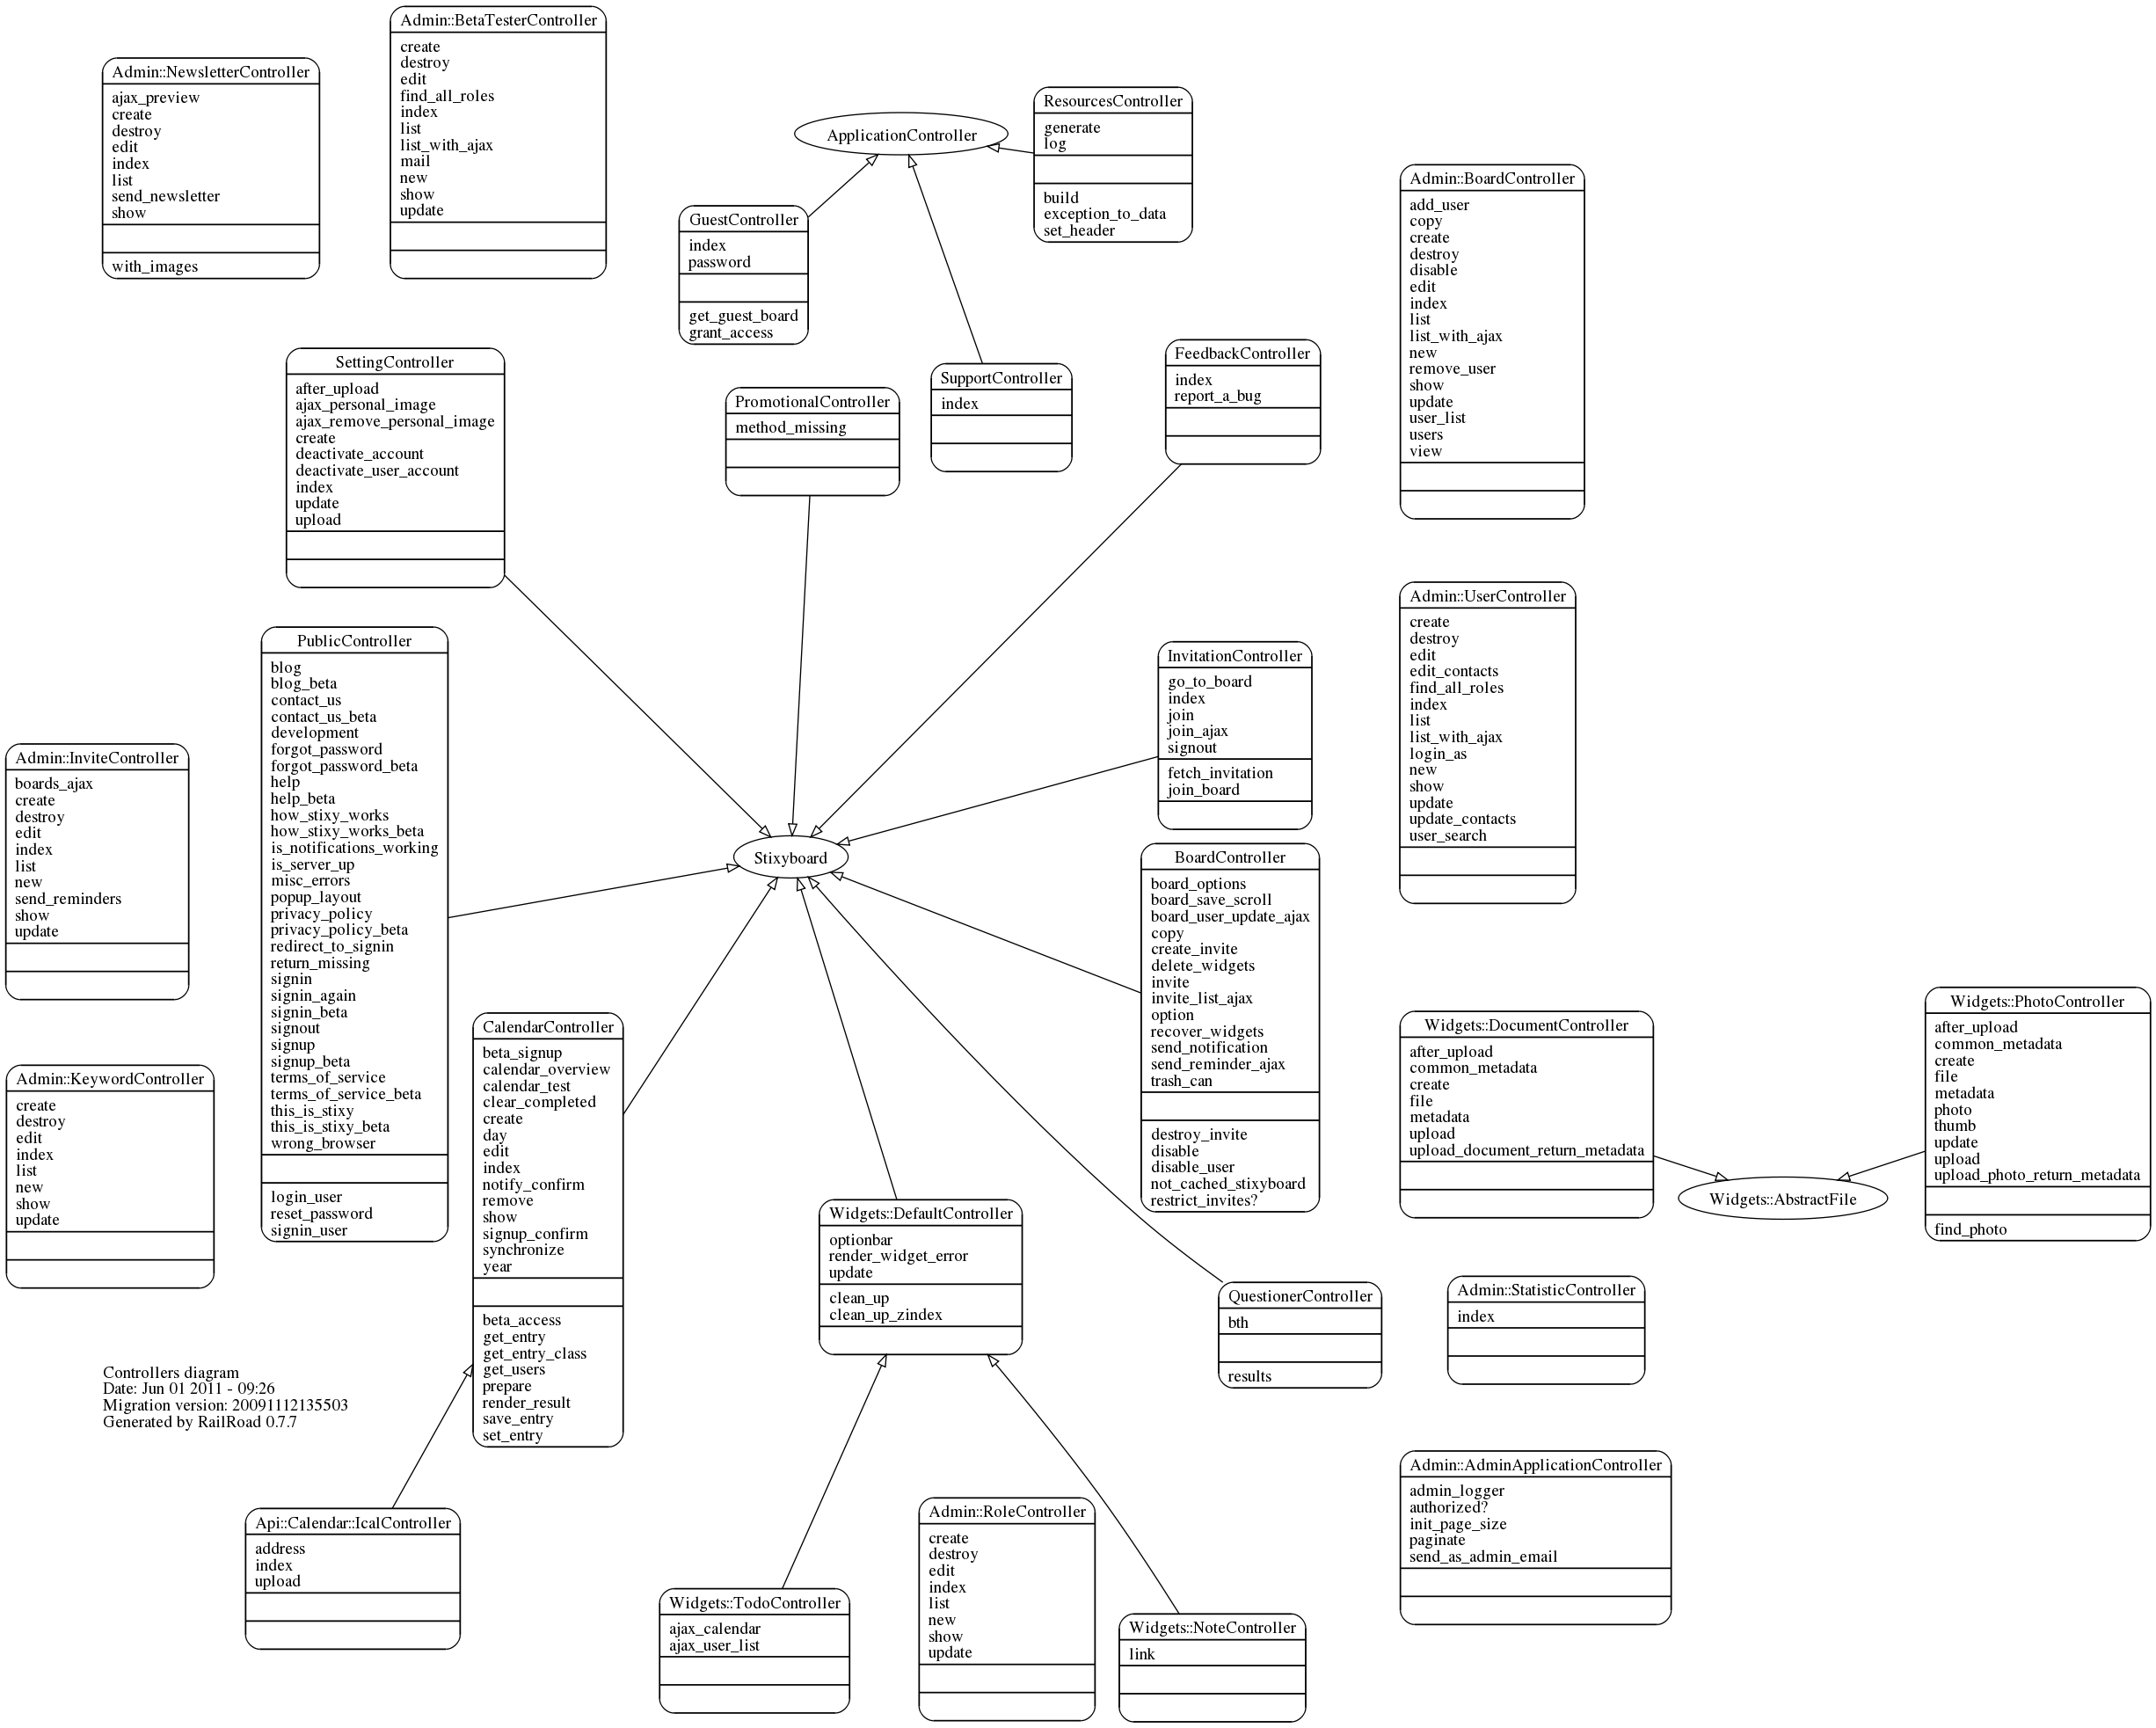 Admin::BetaTesterController
create
destroy
edit
find_all_roles
index
list
list_with_ajax
mail
new
show
update
Admin::NewsletterController
ajax_preview
create
destroy
edit
index
list
send_newsletter
show
with_images
ApplicationController
ResourcesController
generate
log
build
exception_to_data
set_header
GuestController
index
password
get_guest_board
grant_access
Admin::BoardController
add_user
copy
create
destroy
disable
edit
index
list
list_with_ajax
new
remove_user
show
update
user_list
users
view
SettingController
after_upload
ajax_personal_image
ajax_remove_personal_image
create
deactivate_account
deactivate_user_account
index
update
upload
PromotionalController
method_missing
SupportController
index
FeedbackController
index
report_a_bug
Admin::UserController
create
destroy
edit
edit_contacts
find_all_roles
index
list
list_with_ajax
login_as
new
show
update
update_contacts
user_search
PublicController
blog
blog_beta
contact_us
contact_us_beta
development
forgot_password
forgot_password_beta
help
help_beta
how_stixy_works
how_stixy_works_beta
is_notifications_working
is_server_up
misc_errors
popup_layout
privacy_policy
privacy_policy_beta
redirect_to_signin
return_missing
signin
signin_again
signin_beta
signout
signup
signup_beta
terms_of_service
terms_of_service_beta
this_is_stixy
this_is_stixy_beta
wrong_browser
login_user
reset_password
signin_user
InvitationController
go_to_board
index
join
join_ajax
signout
fetch_invitation
join_board
Admin::InviteController
boards_ajax
create
destroy
edit
index
list
new
send_reminders
show
update
Stixyboard
BoardController
board_options
board_save_scroll
board_user_update_ajax
copy
create_invite
delete_widgets
invite
invite_list_ajax
option
recover_widgets
send_notification
send_reminder_ajax
trash_can
destroy_invite
disable
disable_user
not_cached_stixyboard
restrict_invites?
Widgets::PhotoController
after_upload
common_metadata
create
file
metadata
photo
thumb
update
upload
upload_photo_return_metadata
find_photo
Widgets::DocumentController
after_upload
common_metadata
create
file
metadata
upload
upload_document_return_metadata
Widgets::AbstractFile
CalendarController
beta_signup
calendar_overview
calendar_test
clear_completed
create
day
edit
index
notify_confirm
remove
show
signup_confirm
synchronize
year
beta_access
get_entry
get_entry_class
get_users
prepare
render_result
save_entry
set_entry
Admin::KeywordController
create
destroy
edit
index
list
new
show
update
Widgets::DefaultController
optionbar
render_widget_error
update
clean_up
clean_up_zindex
QuestionerController
bth
results
Admin::StatisticController
index
Controllers diagram
Date: Jun 01 2011 - 09:26
Migration version: 20091112135503
Generated by RailRoad 0.7.7
Admin::AdminApplicationController
admin_logger
authorized?
init_page_size
paginate
send_as_admin_email
Api::Calendar::IcalController
address
index
upload
Admin::RoleController
create
destroy
edit
index
list
new
show
update
Widgets::TodoController
ajax_calendar
ajax_user_list
Widgets::NoteController
link